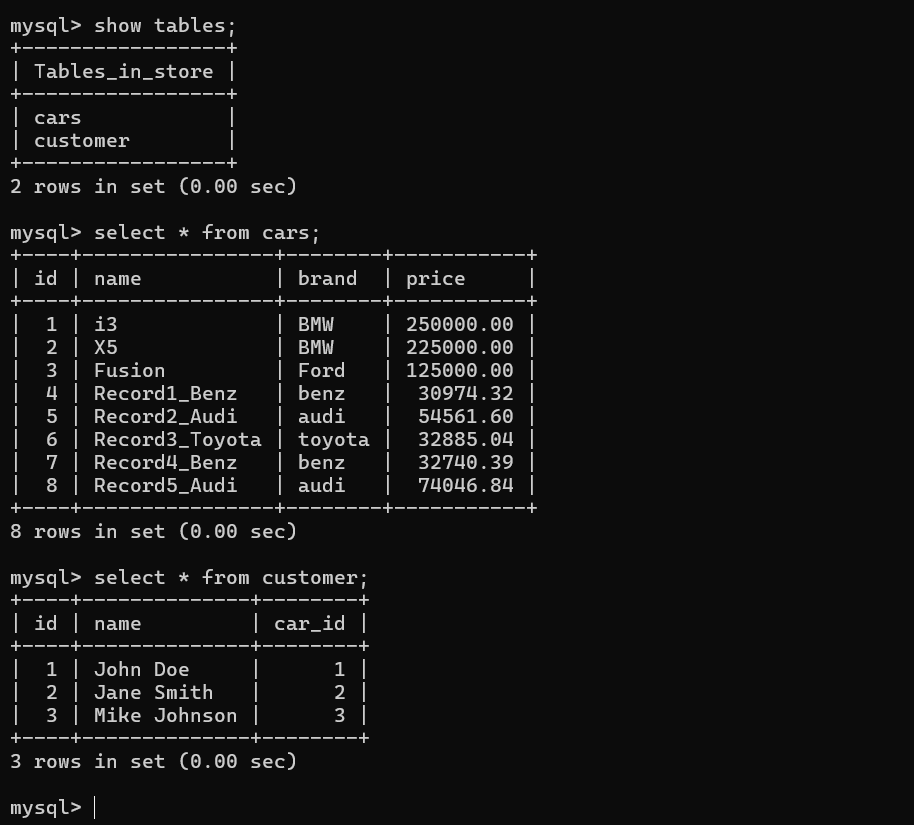 mysql> show tables;
+-----------------+
| Tables_in_store |
+-----------------+
| cars            |
| customer        |
+-----------------+
2 rows in set (0.00 sec)

mysql> select * from cars;
+----+----------------+--------+-----------+
| id | name           | brand  | price     |
+----+----------------+--------+-----------+
|  1 | i3             | BMW    | 250000.00 |
|  2 | X5             | BMW    | 225000.00 |
|  3 | Fusion         | Ford   | 125000.00 |
|  4 | Record1_Benz   | benz   |  30974.32 |
|  5 | Record2_Audi   | audi   |  54561.60 |
|  6 | Record3_Toyota | toyota |  32885.04 |
|  7 | Record4_Benz   | benz   |  32740.39 |
|  8 | Record5_Audi   | audi   |  74046.84 |
+----+----------------+--------+-----------+
8 rows in set (0.00 sec)

mysql> select * from customer;
+----+--------------+--------+
| id | name         | car_id |
+----+--------------+--------+
|  1 | John Doe     |      1 |
|  2 | Jane Smith   |      2 |
|  3 | Mike Johnson |      3 |
+----+--------------+--------+
3 rows in set (0.00 sec)

mysql>